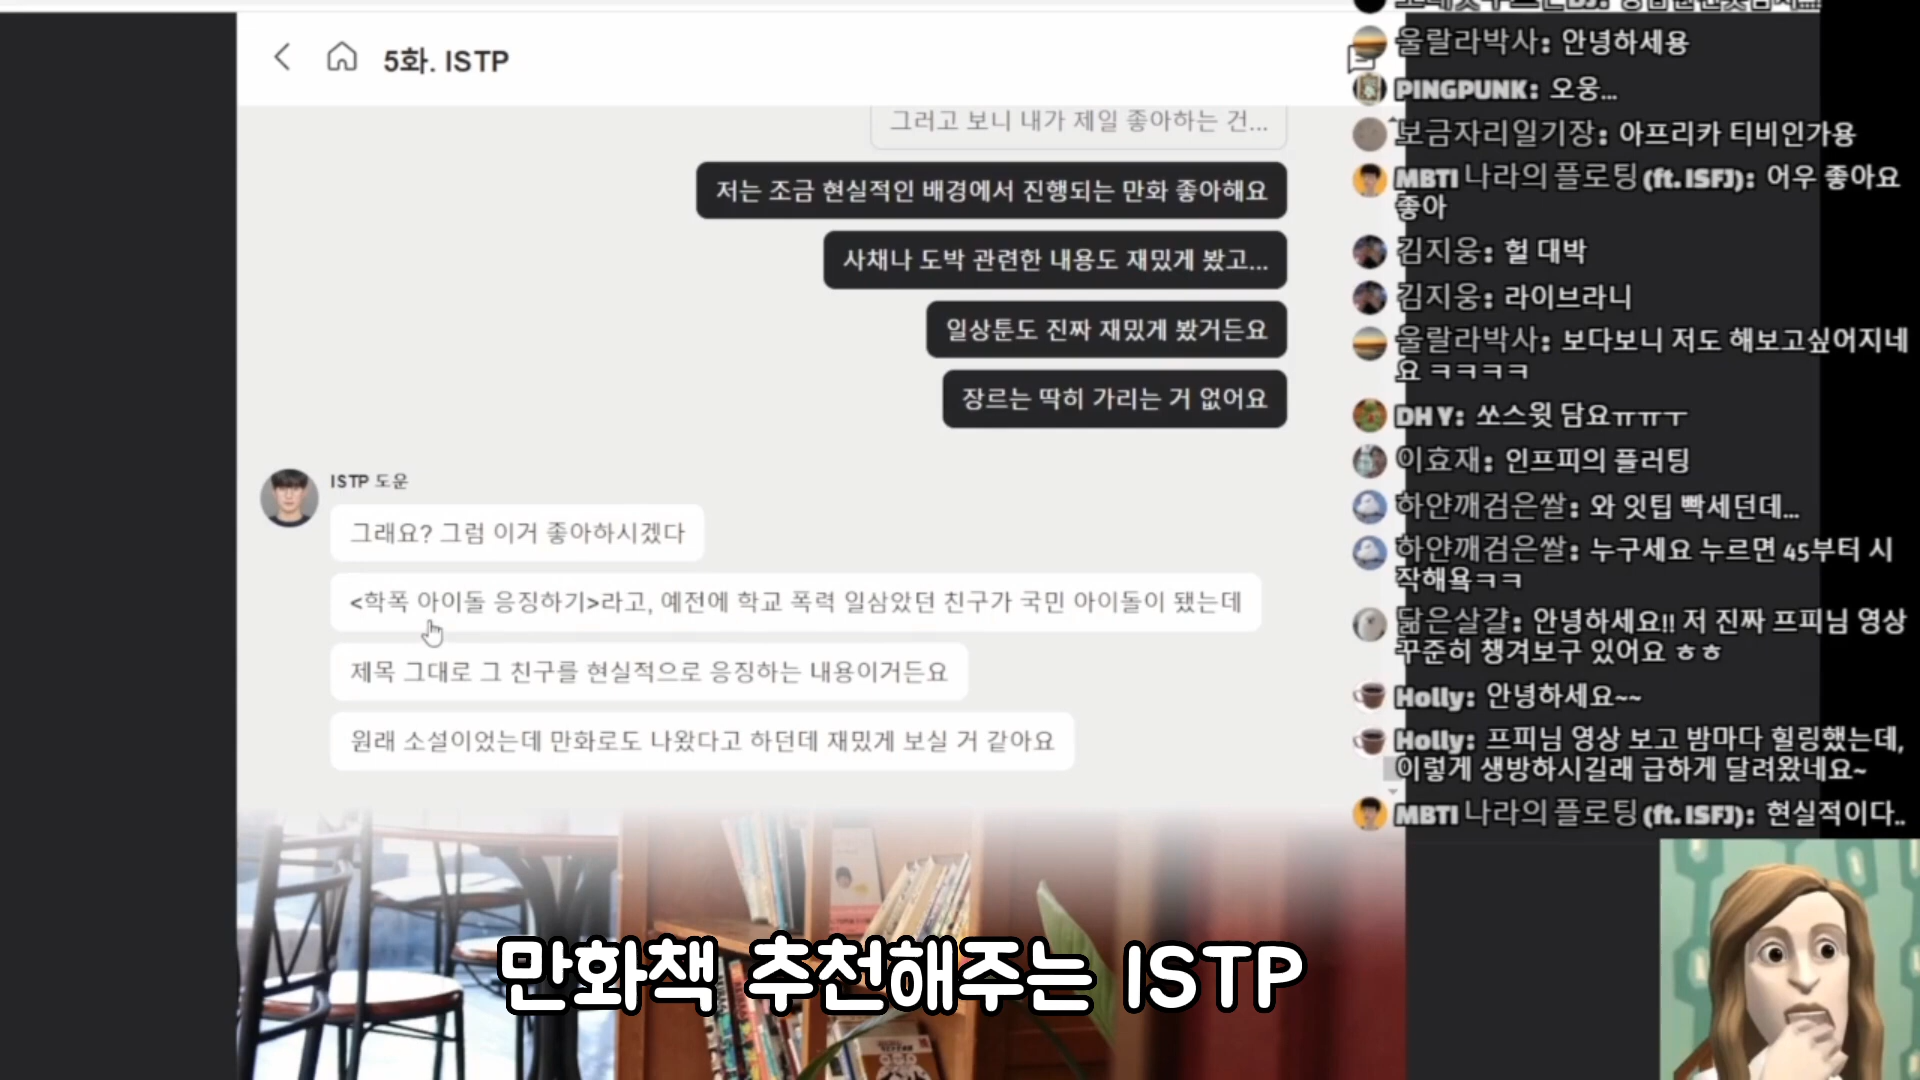 5화. ISTP
그러고 보니 내가 제일 좋아하는 건...
저는 조금 현실적인 배경에서 진행되는 만화 좋아해요
사채나 도박 관련한 내용도 재밌게 봤고...
일상툰도 진짜 재밌게 봤거든요
장르는 딱히 가리는 거 없어요
ISTP 도운
그래요? 그럼 이거 좋아하시겠다
<학폭 아이돌 응징하기>라고, 예전에 학교 폭력 일삼았던 친구가 국민 아이돌이 됐는데
제목 그대로 그 친구를 현실적으로 응징하는 내용이거든요
원래 소설이었는데 만화로도 나왔다고 하던데 재밌게 보실 거 같아요
만화책 추천해주는 ISTP
울랄라박사: 안녕하세용
PINGPUNK: 오웅...
보금자리일기장: 아프리카 티비인가용
MBTI 나라의 플로팅 (ft. ISFJ): 어우 좋아요
좋아
김지웅: 헐 대박
김지웅: 라이브라니
울랄라박사: 보다보니 저도 해보고싶어지네
요 ㅋㅋㅋㅋ
DH Y: 쏘스윗 담요ㅠㅠㅜ
이효재: 인프피의 플러팅
하얀깨검은쌀: 와 잇팁 빡세던데...
하얀깨검은쌀: 누구세요 누르면 45부터 시
작해욬ㅋㅋ
닮은살걀: 안녕하세요!! 저 진짜 프피님 영상
꾸준히 챙겨보구 있어요 ㅎㅎ
Holly: 안녕하세요~~
Holly: 프피님 영상 보고 밤마다 힐링했는데,
이렇게 생방하시길래 급하게 달려왔네요~
MBTI 나라의 플로팅 (ft. ISFJ): 현실적이다..